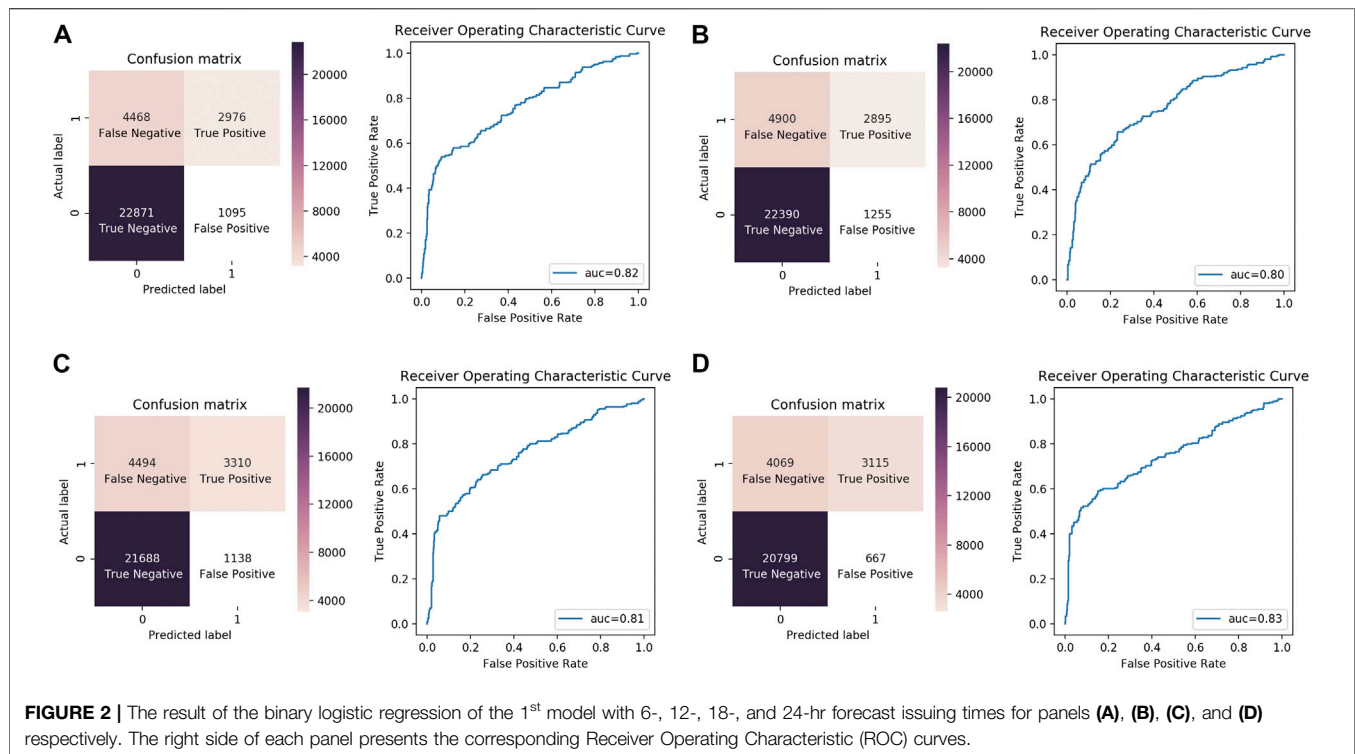 A
Confusion matrix
Actual label
1
0
4468
False Negative
2976
True Positive
22871
True Negative
1095
False Positive
0
1
Predicted label
20000
16000
12000
8000
4000
Receiver Operating Characteristic Curve
True Positive Rate
1.0
0.8
0.6
0.4
0.2
0.0
auc=0.82
0.0 0.2 0.4 0.6 0.8 1.0
False Positive Rate
B
Confusion matrix
Actual label
1
0
4900
False Negative
2895
True Positive
22390
True Negative
1255
False Positive
0
1
Predicted label
20000
16000
12000
8000
4000
Receiver Operating Characteristic Curve
True Positive Rate
1.0
0.8
0.6
0.4
0.2
0.0
auc=0.80
0.0 0.2 0.4 0.6 0.8 1.0
False Positive Rate
C
Confusion matrix
Actual label
1
0
4494
False Negative
3310
True Positive
21688
True Negative
1138
False Positive
0
1
Predicted label
20000
16000
12000
8000
4000
Receiver Operating Characteristic Curve
True Positive Rate
1.0
0.8
0.6
0.4
0.2
0.0
auc=0.81
0.0 0.2 0.4 0.6 0.8 1.0
False Positive Rate
D
Confusion matrix
Actual label
1
0
4069
False Negative
3115
True Positive
20799
True Negative
667
False Positive
0
1
Predicted label
20000
16000
12000
8000
4000
Receiver Operating Characteristic Curve
True Positive Rate
1.0
0.8
0.6
0.4
0.2
0.0
auc=0.83
0.0 0.2 0.4 0.6 0.8 1.0
False Positive Rate
FIGURE 2 | The result of the binary logistic regression of the 1st model with 6-, 12-, 18-, and 24-hr forecast issuing times for panels (A), (B), (C), and (D)
respectively. The right side of each panel presents the corresponding Receiver Operating Characteristic (ROC) curves.